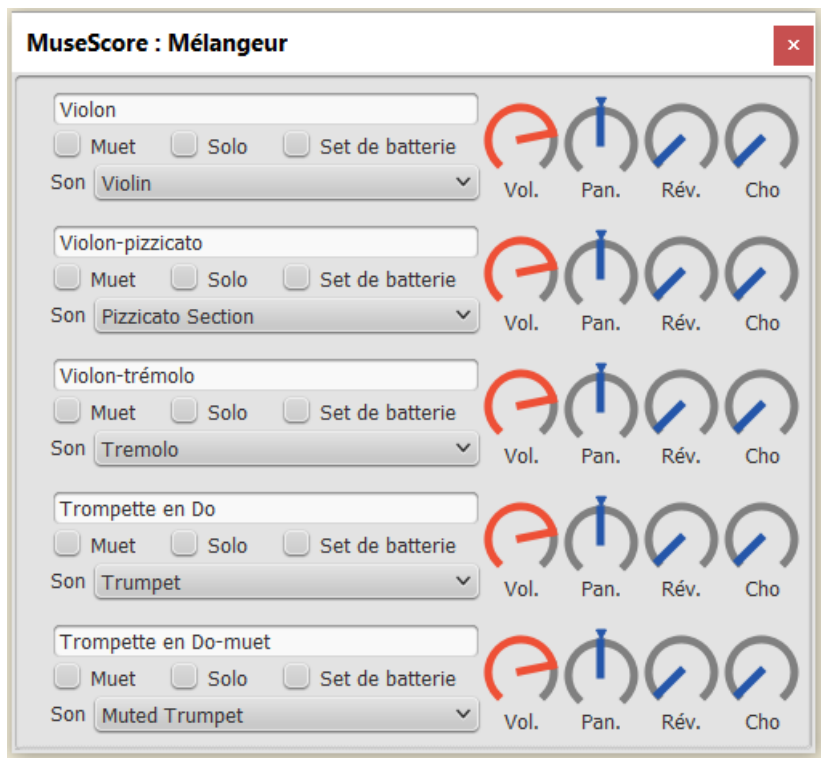 MuseScore : Mélangeur
Violon
Muet Solo Set de batterie
Son Violin
Vol. Pan. Rév. Cho
Violon-pizzicato
Muet Solo Set de batterie
Son Pizzicato Section
Vol. Pan. Rév. Cho
Violon-trémolo
Muet Solo Set de batterie
Son Tremolo
Vol. Pan. Rév. Cho
Trompette en Do
Muet Solo Set de batterie
Son Trumpet
Vol. Pan. Rév. Cho
Trompette en Do-muet
Muet Solo Set de batterie
Son Muted Trumpet
Vol. Pan. Rév. Cho